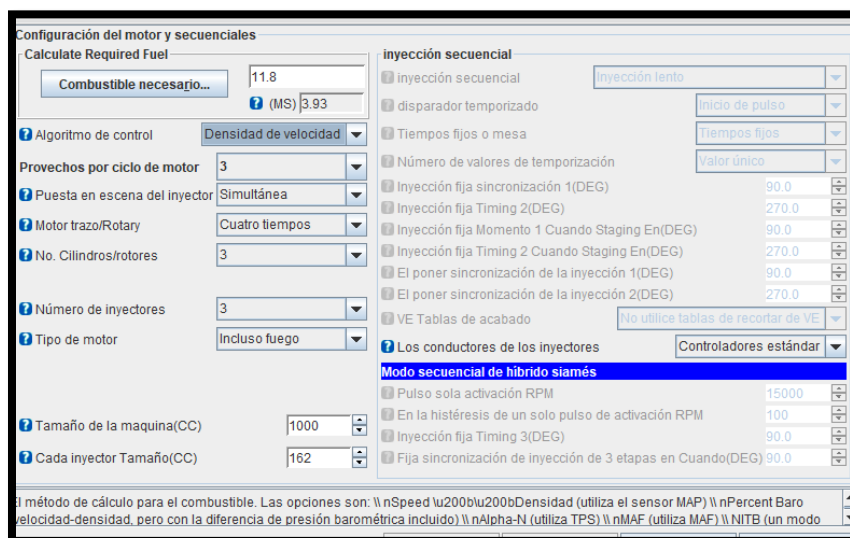 Configuración del motor y secuenciales
Calculate Required Fuel
Combustible necesario...
11.8
(MS) 3.93
Algoritmo de control Densidad de velocidad
Provechos por ciclo de motor 3
Puesta en escena del inyector Simultánea
Motor trazo/Rotary Cuatro tiempos
No. Cilindros/rotores 3
Número de inyectores 3
Tipo de motor Incluso fuego
Tamaño de la maquina(CC) 1000
Cada inyector Tamaño(CC) 162
inyección secuencial
inyección secuencial Inyección lento
disparador temporizado Inicio de pulso
Tiempos fijos o mesa Tiempos fijos
Número de valores de temporización Valor único
Inyección fija sincronización 1(DEG) 90.0
Inyección fija Timing 2(DEG) 270.0
Inyección fija Momento 1 Cuando Staging En(DEG) 90.0
Inyección fija Timing 2 Cuando Staging En(DEG) 270.0
El poner sincronización de la inyección 1(DEG) 90.0
El poner sincronización de la inyección 2(DEG) 270.0
VE Tablas de acabado No utilice tablas de recortar de VE
Los conductores de los inyectores Controladores estándar
Modo secuencial de híbrido siamés
Pulso sola activación RPM 15000
En la histéresis de un solo pulso de activación RPM 100
Inyección fija Timing 3(DEG) 90.0
Fija sincronización de inyección de 3 etapas en Cuando(DEG) 90.0
El método de cálculo para el combustible. Las opciones son: \\ nSpeed \u200b\u200bDensidad (utiliza el sensor MAP) \\ nPercent Baro
velocidad-densidad, pero con la diferencia de presión barométrica incluido) \\ nAlpha-N (utiliza TPS) \\ nMAF (utiliza MAF) \\ NITB (un modo